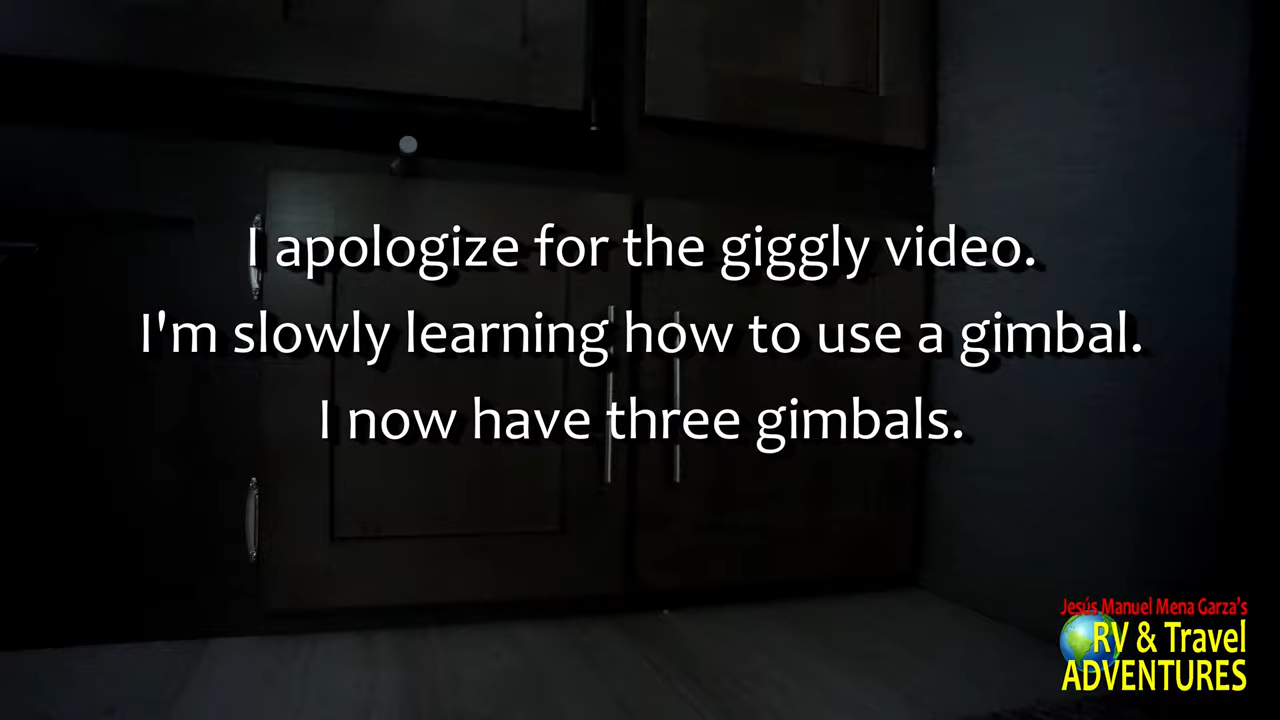 I apologize for the giggly video.
I'm slowly learning how to use a gimbal.
I now have three gimbals.
Jesús Manuel Mena Garza's
RV & Travel
ADVENTURES